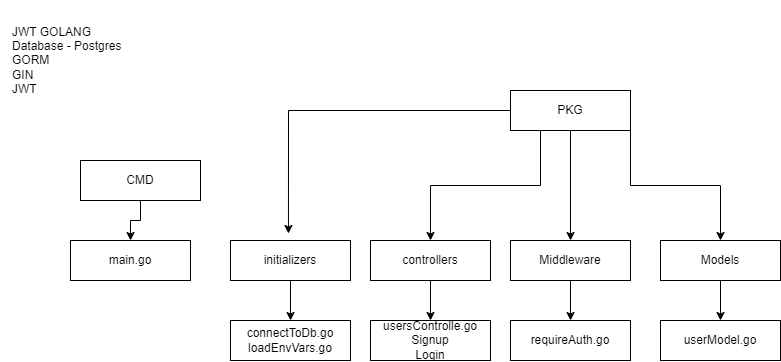 JWT GOLANG
Database - Postgres
GORM
GIN
JWT
PKG
CMD
main.go
initializers
controllers
Middleware
Models
connectToDb.go
loadEnvVars.go
usersControlle.go
Signup
Login
requireAuth.go
userModel.go